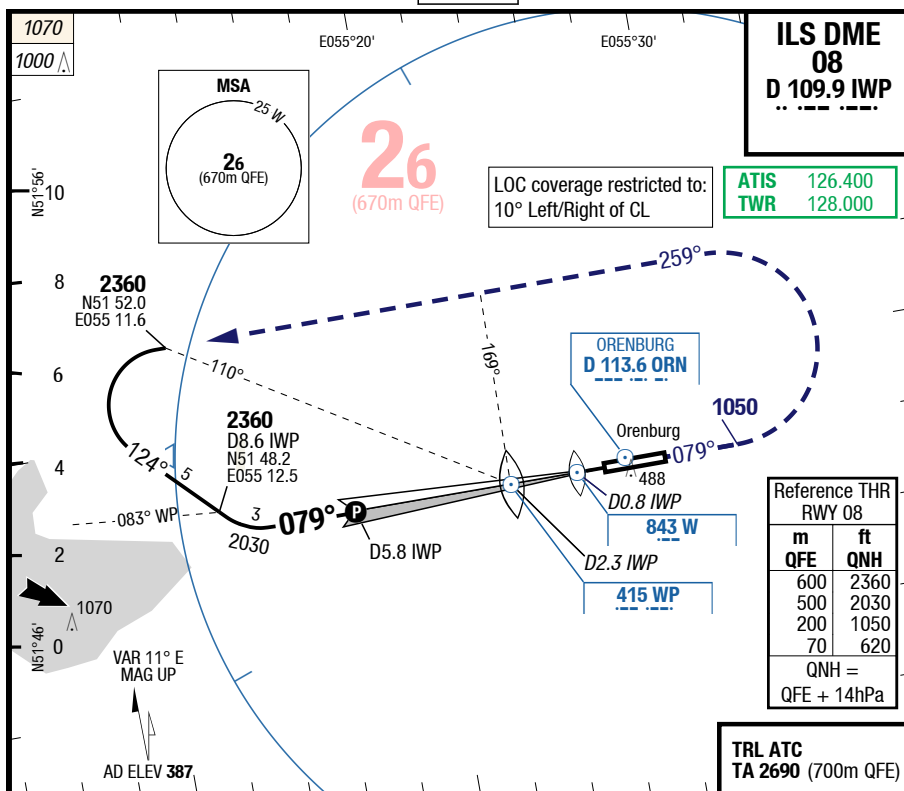 1070
1000
E055°20'
E055°30'
ILS DME
08
D 109.9 IWP
MSA
25 W
26
(670m QFE)
26
(670m QFE)
LOC coverage restricted to:
10° Left/Right of CL
ATIS 126.400
TWR 128.000
N51°56'
10
8
6
4
2
0
N51°46'
2360
N51 52.0
E055 11.6
259°
110°
169°
ORENBURG
D 113.6 ORN
1050
2360
D8.6 IWP
N51 48.2
E055 12.5
Orenburg
079°
488
124°
5
083° WP
3
2030
079°
P
D5.8 IWP
D0.8 IWP
843 W
D2.3 IWP
415 WP
1070
Reference THR
RWY 08
m ft
QFE QNH
600 2360
500 2030
200 1050
70 620
QNH =
QFE + 14hPa
VAR 11° E
MAG UP
AD ELEV 387
TRL ATC
TA 2690 (700m QFE)